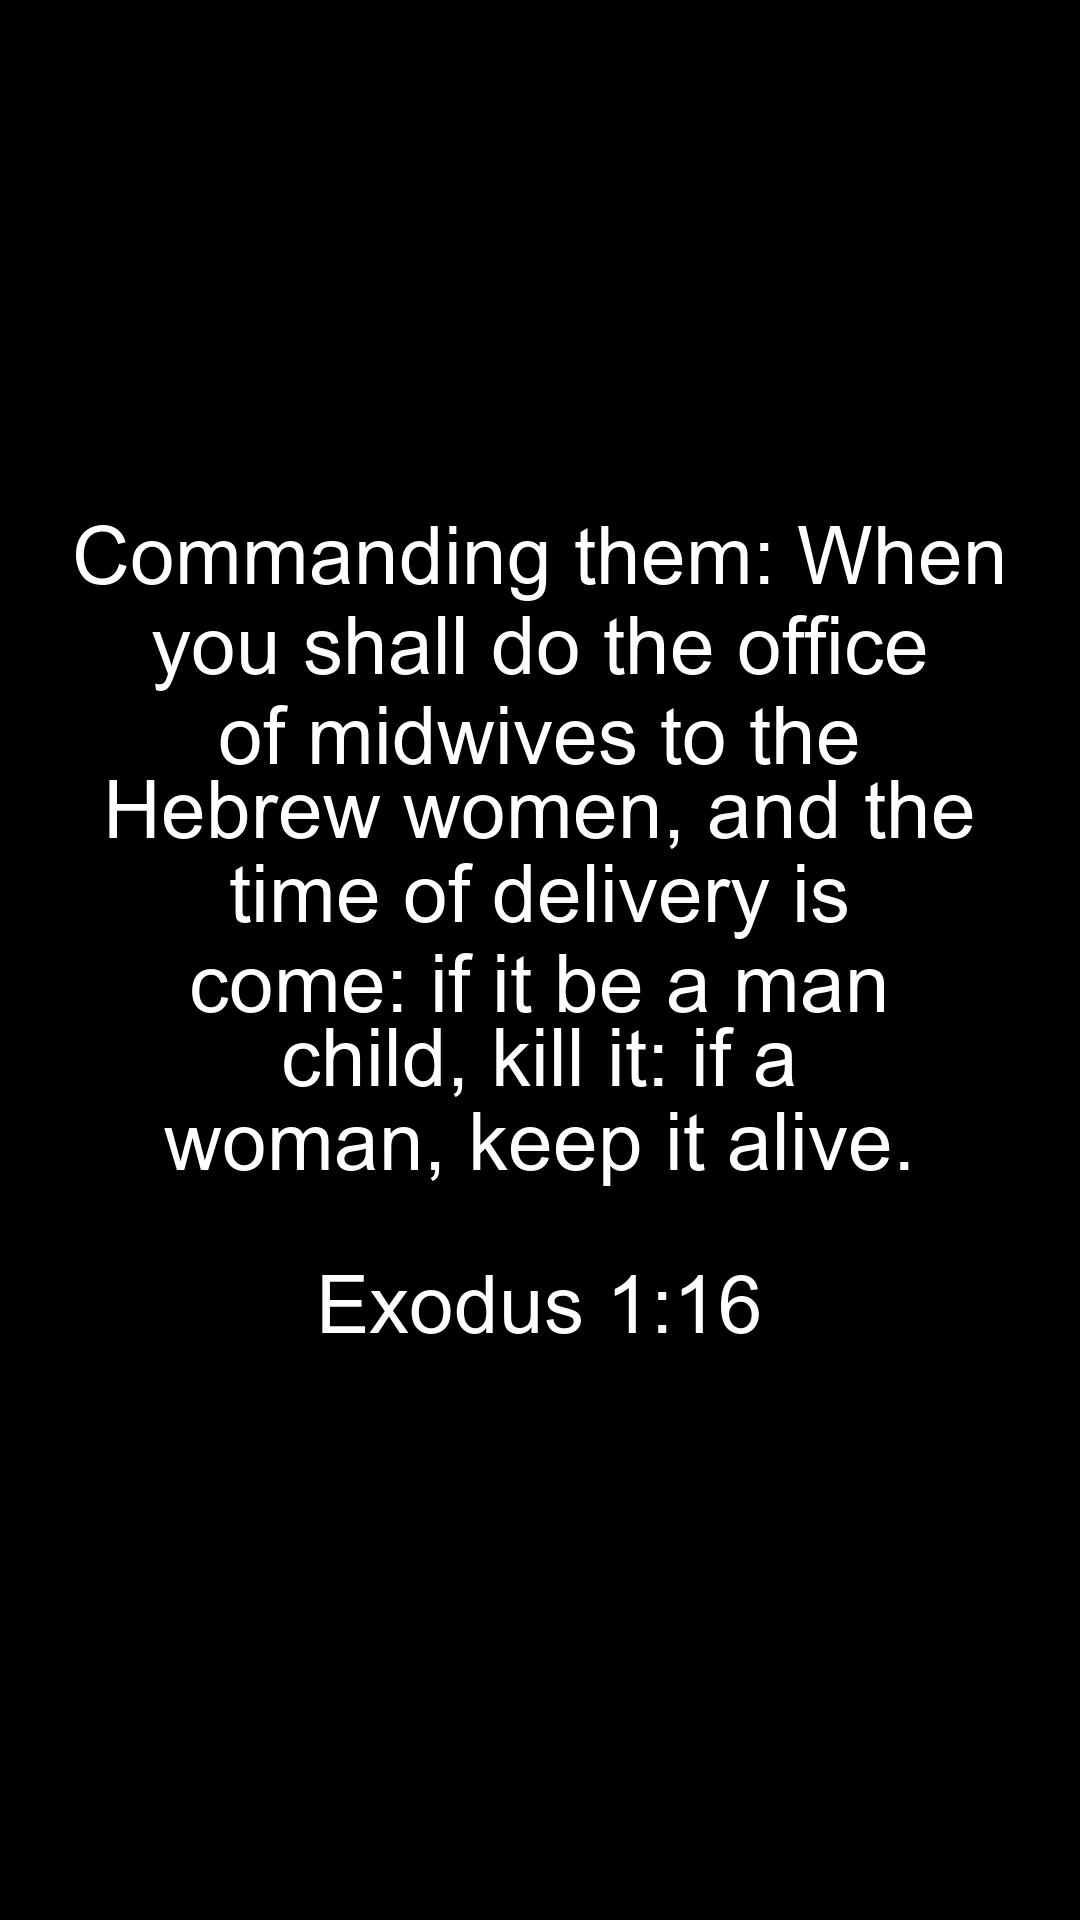 Commanding them: When
you shall do the office
of midwives to the
Hebrew women, and the
time of delivery is
come: if it be a man
child, kill it: if a
woman, keep it alive.
Exodus 1:16